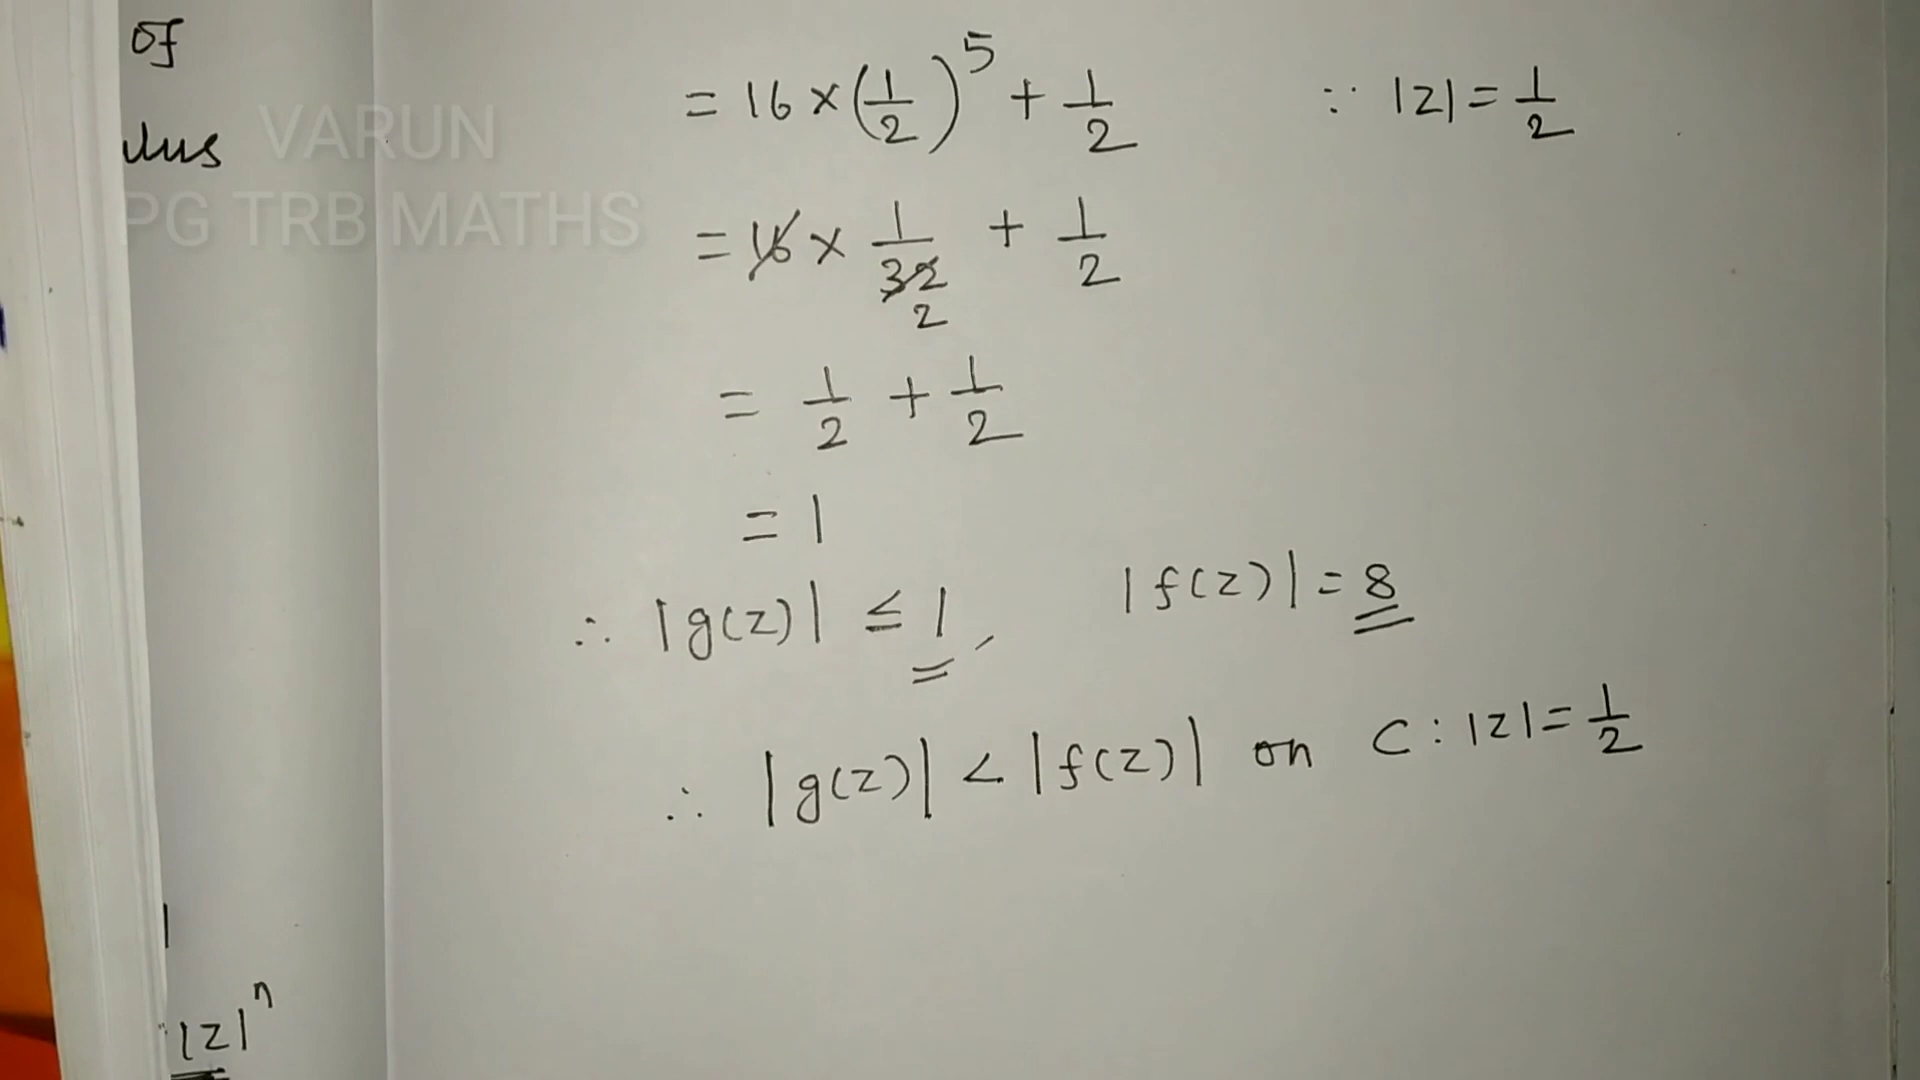 of
VARUN
PG TRB MATHS
= 16 × (1/2)^5 + 1/2 ∵ |z| = 1/2
= 16 × 1/32 + 1/2
2
= 1/2 + 1/2
= 1
∴ |g(z)| ≤ 1, |f(z)| = 8
∴ |g(z)| < |f(z)| on C : |z| = 1/2
|z|^n